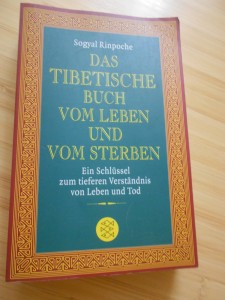 Sogyal Rinpoche
DAS
TIBETISCHE
BUCH
VOM LEBEN
UND
VOM STERBEN
Ein Schlüssel
zum tieferen Verständnis
von Leben und Tod